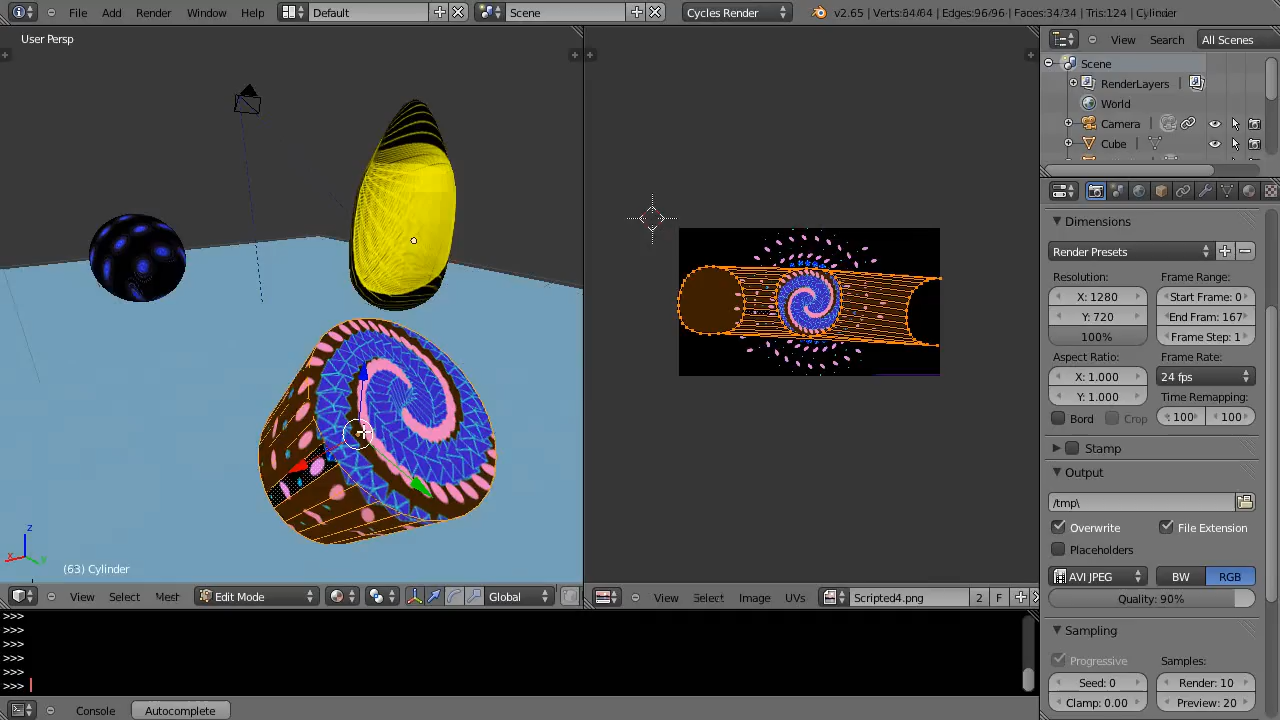 File Add Render Window Help Default Scene Cycles Render v2.65 | Verts:84/84 | Edges:96/96 | Faces:34/34 | Tris:124 | Cylinder
User Persp
View Search All Scenes
Scene
RenderLayers
World
Camera
Cube
Dimensions
Render Presets
Resolution: Frame Range:
X: 1280 Start Frame: 0
Y: 720 End Fram: 167
100% Frame Step: 1
Aspect Ratio: Frame Rate:
X: 1.000 24 fps
Y: 1.000 Time Remapping:
Bord Crop 100 100
Stamp
Output
/tmp\
Overwrite File Extension
Placeholders
AVI JPEG BW RGB
Quality: 90%
Sampling
Progressive Samples:
Seed: 0 Render: 10
Clamp: 0.00 Preview: 20
z
x
y
(63) Cylinder
View Select Mesh Edit Mode Global
View Select Image UVs Scripted4.png 2 F
>>>
>>>
>>>
>>>
>>>
>>>
Console Autocomplete